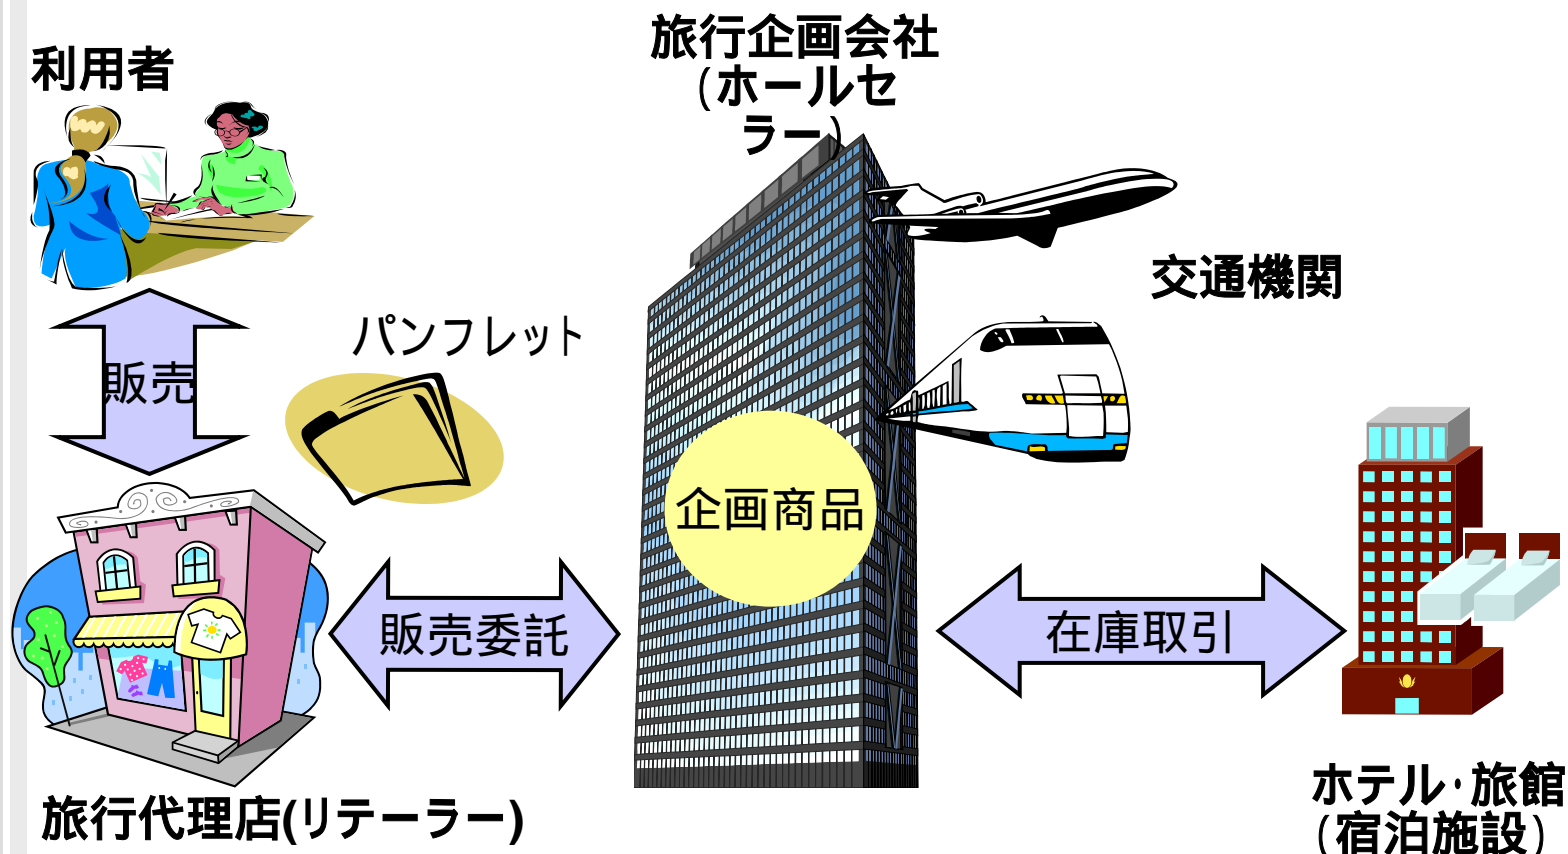 利用者
旅行企画会社
(ホールセ
ラー)
交通機関
販売
パンフレット
企画商品
販売委託
在庫取引
旅行代理店(リテーラー)
ホテル・旅館
(宿泊施設)